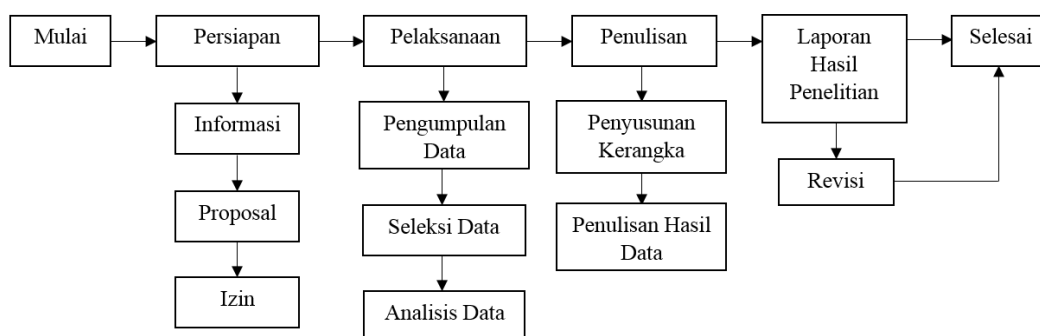 Mulai
Persiapan
Pelaksanaan
Penulisan
Laporan
Hasil
Penelitian
Selesai
Informasi
Proposal
Izin
Pengumpulan
Data
Seleksi Data
Analisis Data
Penyusunan
Kerangka
Penulisan Hasil
Data
Revisi